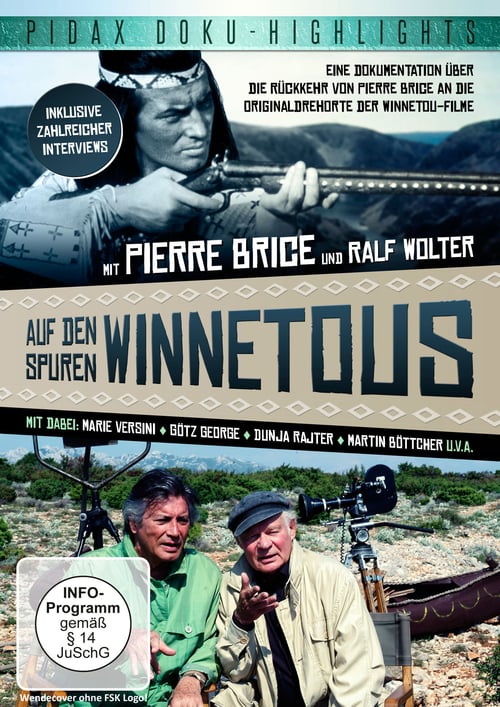 PIDAX DOKU-HIGHLIGHTS
EINE DOKUMENTATION ÜBER
DIE RÜCKKEHR VON PIERRE BRICE AN DIE
ORIGINALDREHORTE DER WINNETOU-FILME
INKLUSIVE
ZAHLREICHER
INTERVIEWS
MIT PIERRE BRICE UND RALF WOLTER
AUF DEN
SPUREN
WINNETOUS
MIT DABEI: MARIE VERSINI ♦ GÖTZ GEORGE ♦ DUNJA RAJTER ♦ MARTIN BÖTTCHER U.V.A.
INFO-
Programm
gemäß
§ 14
JuSchG
Wendecover ohne FSK Logo!